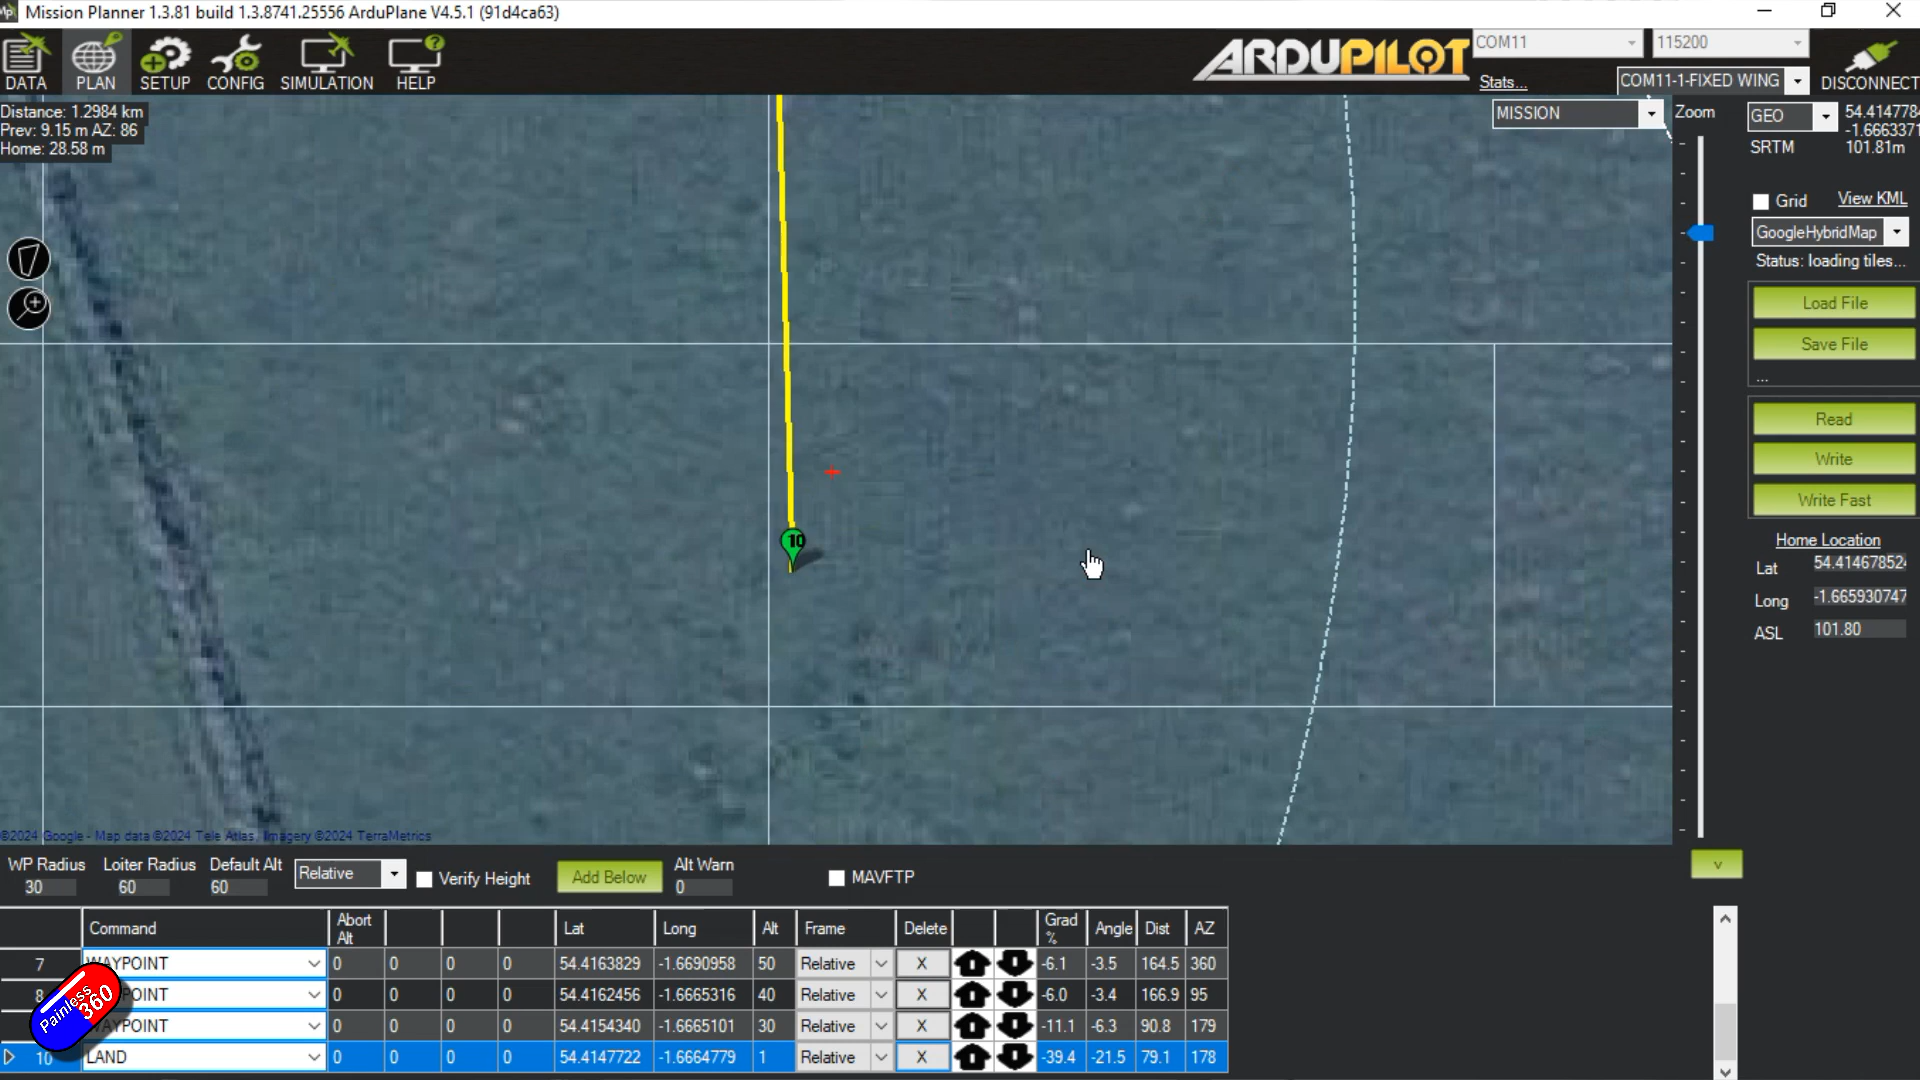 Mission Planner 1.3.81 build 1.3.8741.25556 ArduPlane V4.5.1 (91d4ca63)
DATA PLAN SETUP CONFIG SIMULATION HELP
ARDUPILOT
COM11 115200
Stats... COM11-1-FIXED WING DISCONNECT
Distance: 1.2984 km
Prev: 9.15 m AZ: 86
Home: 28.58 m
MISSION
Zoom
GEO 54.4147784
-1.6663371
SRTM 101.81m
Grid View KML
GoogleHybridMap
Status: loading tiles...
Load File
Save File
...
Read
Write
Write Fast
Home Location
Lat 54.41467852
Long -1.665930747
ASL 101.80
10
©2024 Google - Map data ©2024 Tele Atlas, Imagery ©2024 TerraMetrics
WP Radius Loiter Radius Default Alt Alt Warn
30 60 60 Relative Verify Height Add Below 0 MAVFTP
v
Command Abort Alt Lat Long Alt Frame Delete Grad % Angle Dist AZ
7 WAYPOINT 0 0 0 0 54.4163829 -1.6690958 50 Relative X -6.1 -3.5 164.5 360
8 POINT 0 0 0 0 54.4162456 -1.6665316 40 Relative X -6.0 -3.4 166.9 95
WAYPOINT 0 0 0 0 54.4154340 -1.6665101 30 Relative X -11.1 -6.3 90.8 179
10 LAND 0 0 0 0 54.4147722 -1.6664779 1 Relative X -39.4 -21.5 79.1 178
Painless 360